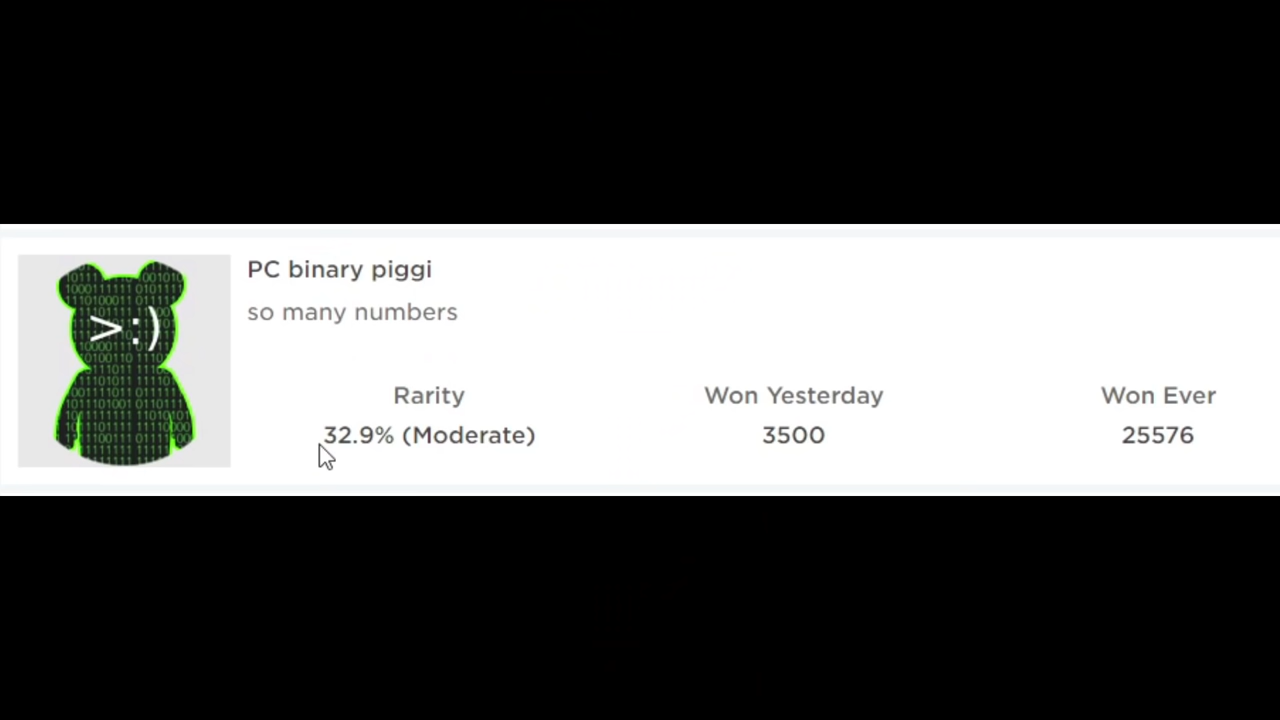 PC binary piggi
so many numbers
>:)
Rarity
Won Yesterday
Won Ever
32.9% (Moderate)
3500
25576